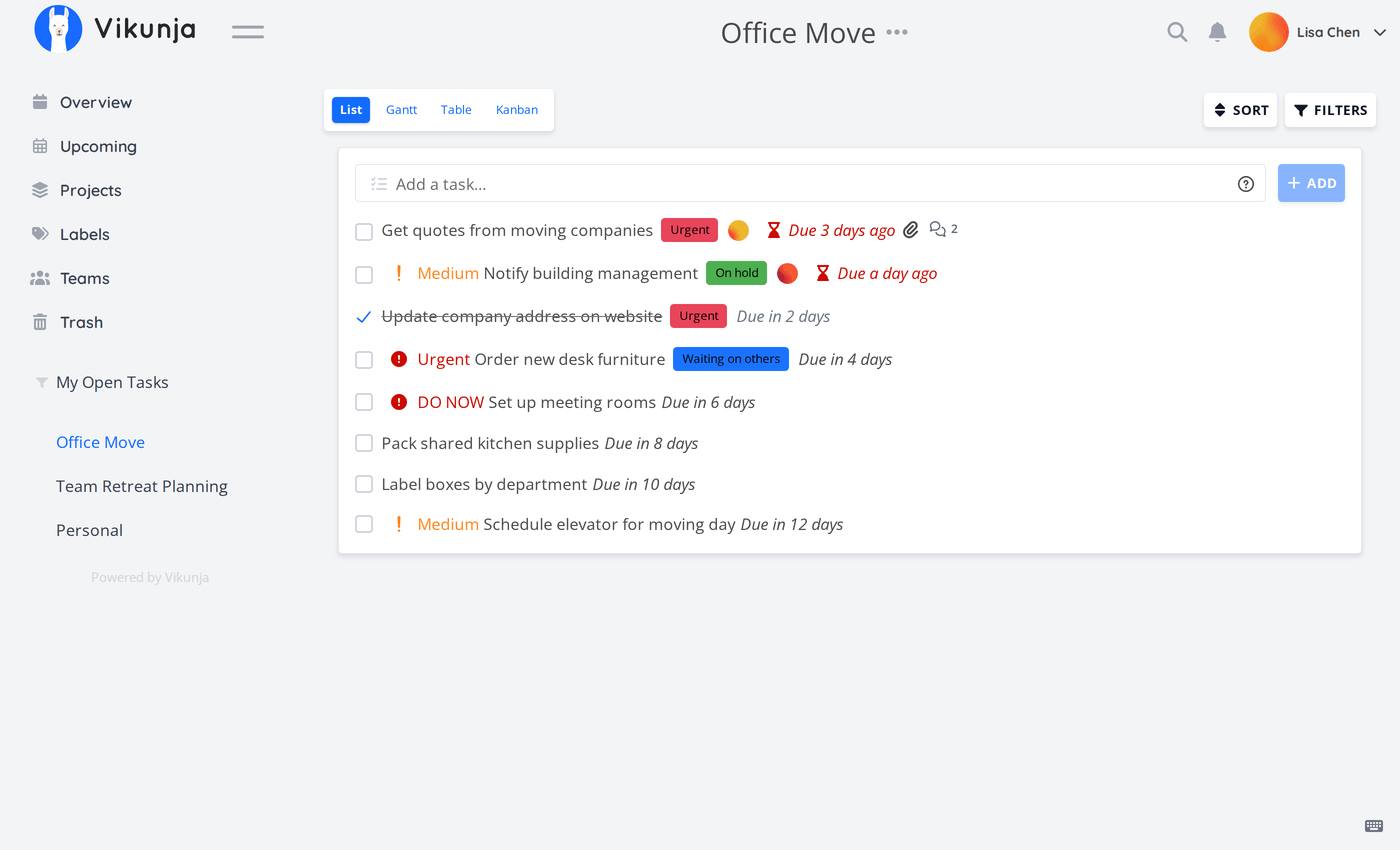 Vikunja
Office Move
Lisa Chen
Overview
Upcoming
Projects
Labels
Teams
Trash
My Open Tasks
Office Move
Team Retreat Planning
Personal
Powered by Vikunja
List Gantt Table Kanban
SORT FILTERS
Add a task... ADD
Get quotes from moving companies Urgent Due 3 days ago 2
Medium Notify building management On hold Due a day ago
Update company address on website Urgent Due in 2 days
Urgent Order new desk furniture Waiting on others Due in 4 days
DO NOW Set up meeting rooms Due in 6 days
Pack shared kitchen supplies Due in 8 days
Label boxes by department Due in 10 days
Medium Schedule elevator for moving day Due in 12 days